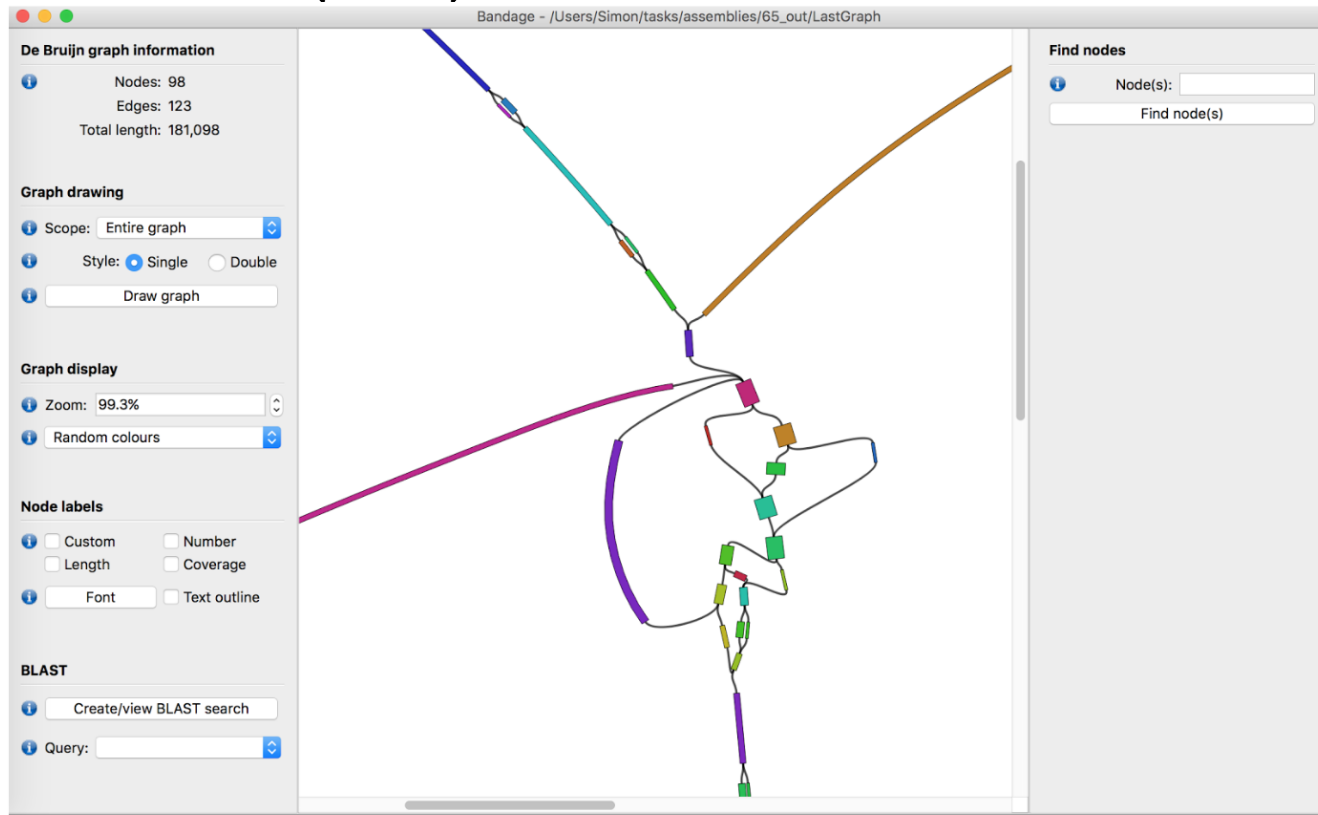 Bandage - /Users/Simon/tasks/assemblies/65_out/LastGraph
De Bruijn graph information
Nodes: 98
Edges: 123
Total length: 181,098
Graph drawing
Scope: Entire graph
Style: Single Double
Draw graph
Graph display
Zoom: 99.3%
Random colours
Node labels
Custom Number
Length Coverage
Font Text outline
BLAST
Create/view BLAST search
Query:
Find nodes
Node(s):
Find node(s)